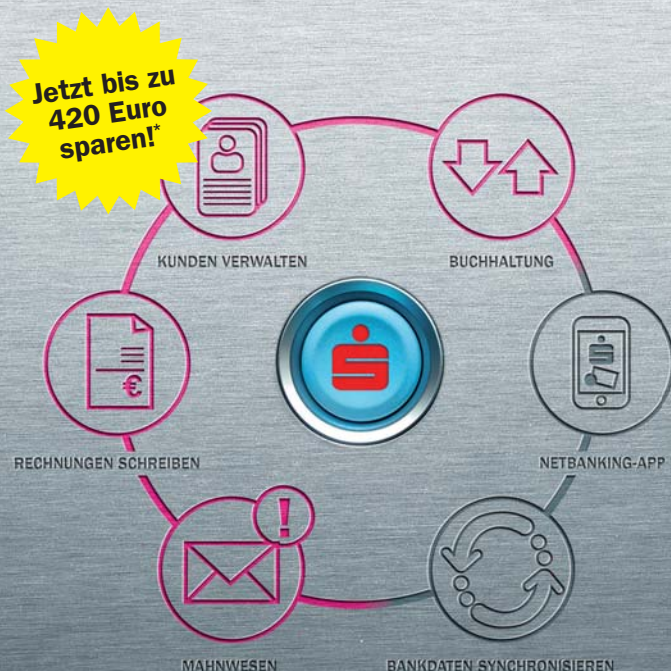 Jetzt bis zu
420 Euro
sparen!*
KUNDEN VERWALTEN
BUCHHALTUNG
RECHNUNGEN SCHREIBEN
€
NETBANKING-APP
!
MAHNWESEN
BANKDATEN SYNCHRONISIEREN